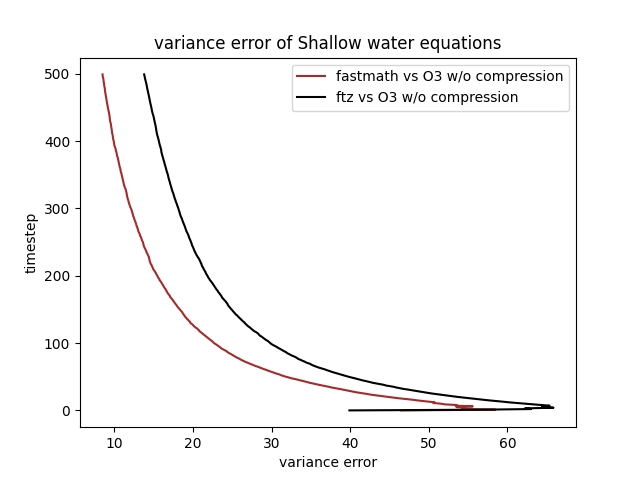 variance error of Shallow water equations
fastmath vs O3 w/o compression
ftz vs O3 w/o compression
500
400
300
200
100
0
timestep
10 20 30 40 50 60
variance error